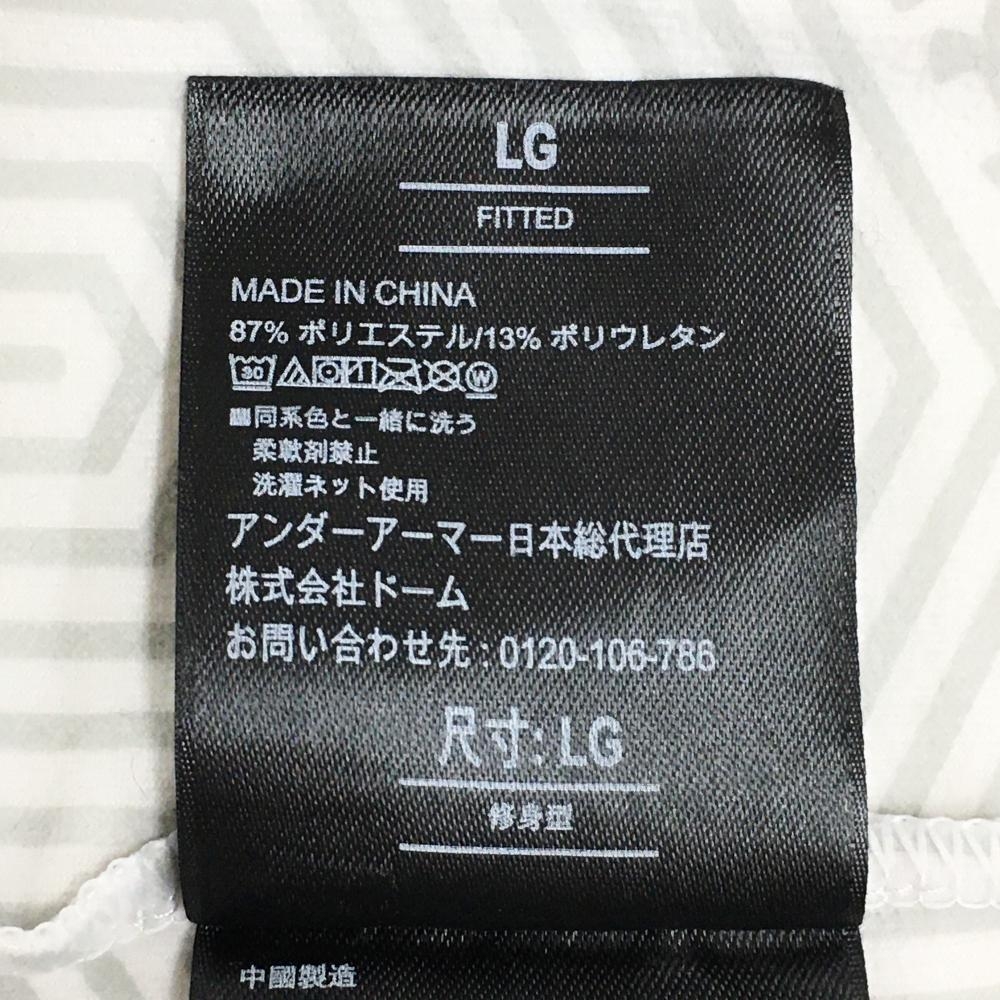 LG
FITTED
MADE IN CHINA
87% ポリエステル/13% ポリウレタン
30 W
■同系色と一緒に洗う
柔軟剤禁止
洗濯ネット使用
アンダーアーマー日本総代理店
株式会社ドーム
お問い合わせ先:0120-106-786
尺寸: LG
修身型
中國製造